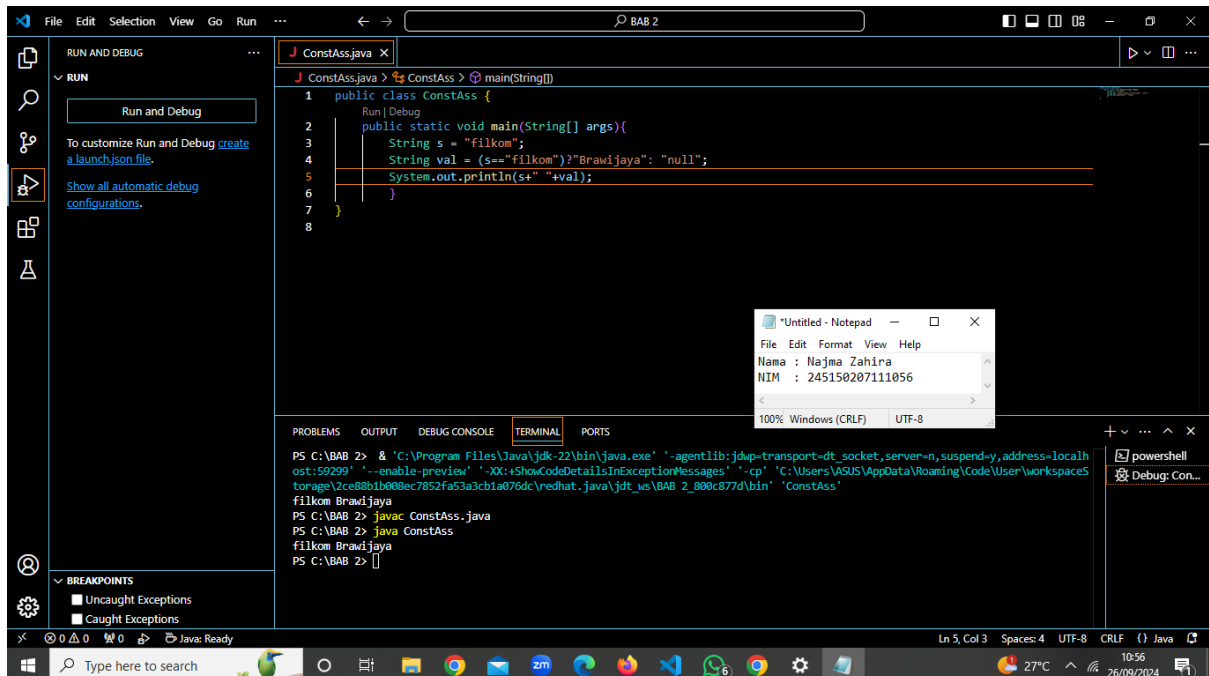 File Edit Selection View Go Run ··· BAB 2
RUN AND DEBUG ···
RUN
Run and Debug
To customize Run and Debug create
a launch.json file.
Show all automatic debug
configurations.
ConstAss.java
J ConstAss.java > ConstAss > main(String[])
1 public class ConstAss {
Run | Debug
2 public static void main(String[] args){
3 String s = "filkom";
4 String val = (s=="filkom")?"Brawijaya": "null";
5 System.out.println(s+" "+val);
6 }
7 }
8
*Untitled - Notepad
File Edit Format View Help
Nama : Najma Zahira
NIM : 245150207111056
100% Windows (CRLF) UTF-8
PROBLEMS OUTPUT DEBUG CONSOLE TERMINAL PORTS
PS C:\BAB 2> & 'C:\Program Files\Java\jdk-22\bin\java.exe' '-agentlib:jdwp=transport=dt_socket,server=n,suspend=y,address=localh
ost:59299' '--enable-preview' '-XX:+ShowCodeDetailsInExceptionMessages' '-cp' 'C:\Users\ASUS\AppData\Roaming\Code\User\workspaceS
torage\2ce88b1b008ec7852fa53a3cb1a076dc\redhat.java\jdt_ws\BAB 2_800c877d\bin' 'ConstAss'
filkom Brawijaya
PS C:\BAB 2> javac ConstAss.java
PS C:\BAB 2> java ConstAss
filkom Brawijaya
PS C:\BAB 2>
powershell
Debug: Con...
BREAKPOINTS
Uncaught Exceptions
Caught Exceptions
0 0 0 Java: Ready Ln 5, Col 3 Spaces: 4 UTF-8 CRLF {} Java
Type here to search zm 6 27°C 10:56
26/09/2024